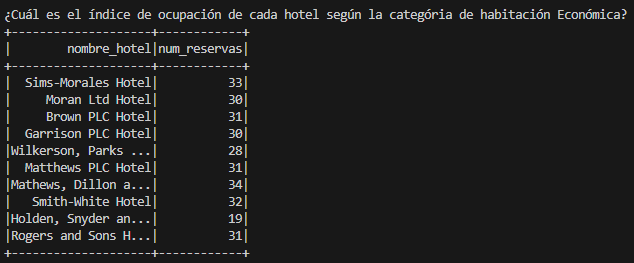 ¿Cuál es el índice de ocupación de cada hotel según la categória de habitación Económica?
+--------------------+------------+
|        nombre_hotel|num_reservas|
+--------------------+------------+
|  Sims-Morales Hotel|          33|
|     Moran Ltd Hotel|          30|
|     Brown PLC Hotel|          31|
|  Garrison PLC Hotel|          30|
|Wilkerson, Parks ...|          28|
|  Matthews PLC Hotel|          31|
|Mathews, Dillon a...|          34|
|   Smith-White Hotel|          32|
|Holden, Snyder an...|          19|
|Rogers and Sons H...|          31|
+--------------------+------------+